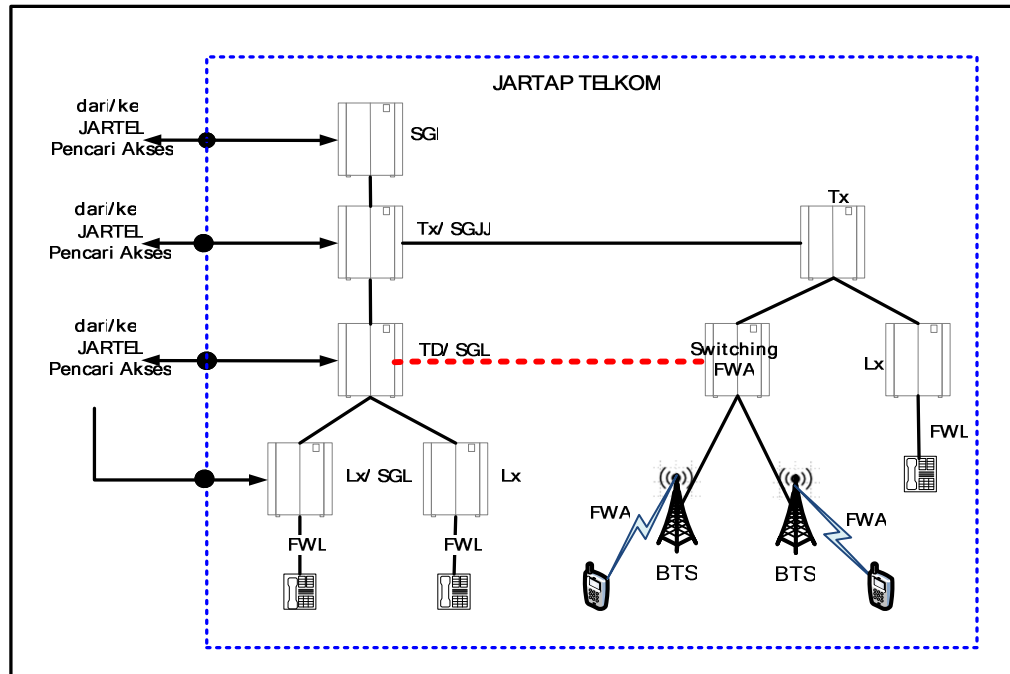 JARTAP TELKOM
dari/ke
JARTEL
Pencari Akses
SGI
dari/ke
JARTEL
Pencari Akses
Tx/ SGJJ
Tx
dari/ke
JARTEL
Pencari Akses
TD/ SGL
Switching
FWA
Lx
FWL
Lx/ SGL
Lx
FWA
FWA
FWL
FWL
BTS
BTS